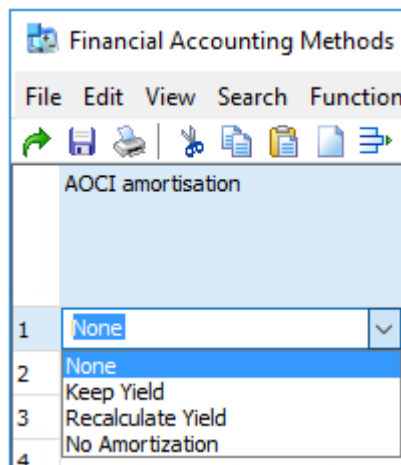 Financial Accounting Methods
File Edit View Search Function
AOCI amortisation
1 None
2 None
Keep Yield
3 Recalculate Yield
No Amortization
4